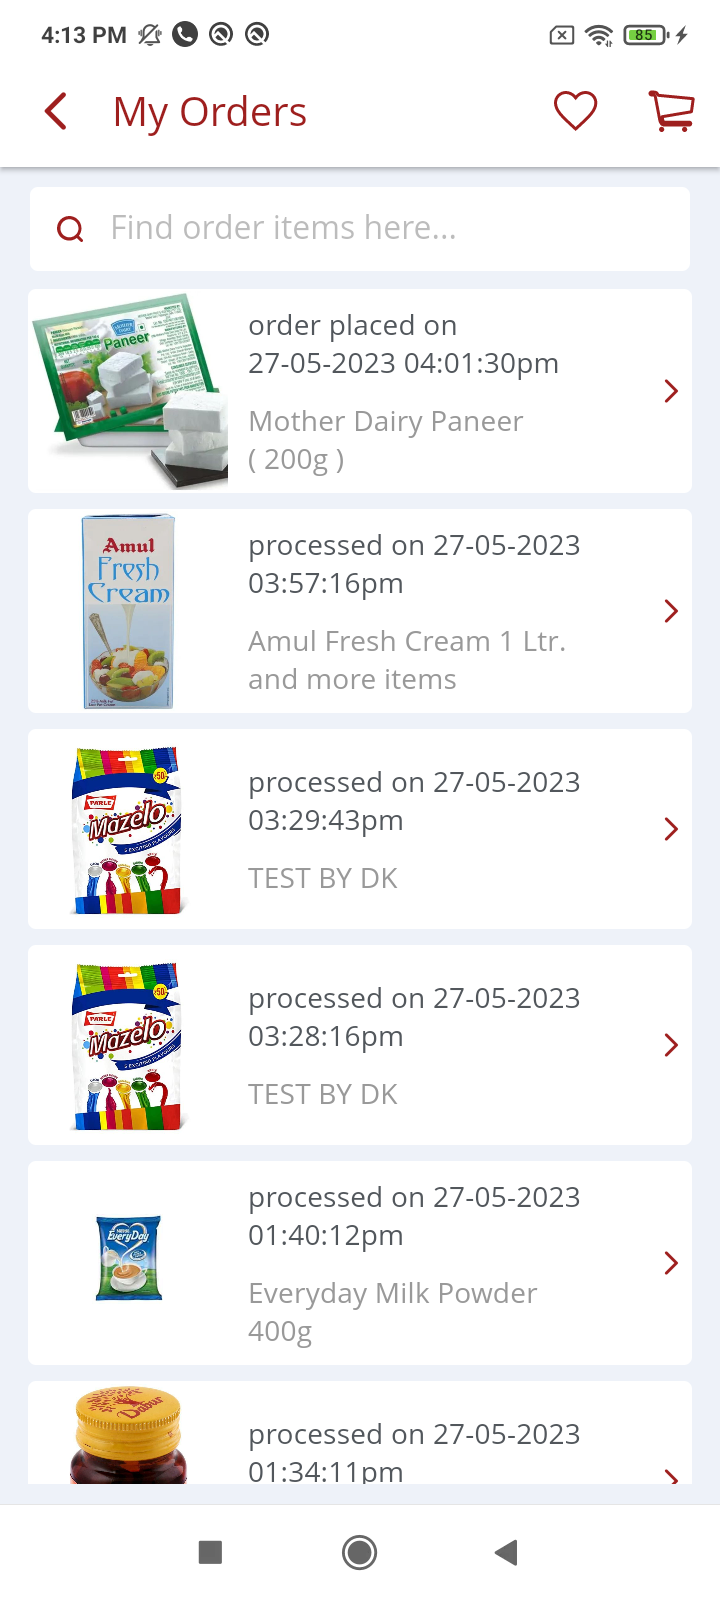 4:13 PM
85
My Orders
Find order items here...
Paneer
order placed on
27-05-2023 04:01:30pm
Mother Dairy Paneer
( 200g )
Amul
Fresh
Cream
processed on 27-05-2023
03:57:16pm
Amul Fresh Cream 1 Ltr.
and more items
50
PARLE
Mazelo
processed on 27-05-2023
03:29:43pm
TEST BY DK
50
PARLE
Mazelo
processed on 27-05-2023
03:28:16pm
TEST BY DK
EveryDay
processed on 27-05-2023
01:40:12pm
Everyday Milk Powder
400g
Dabur
processed on 27-05-2023
01:34:11pm